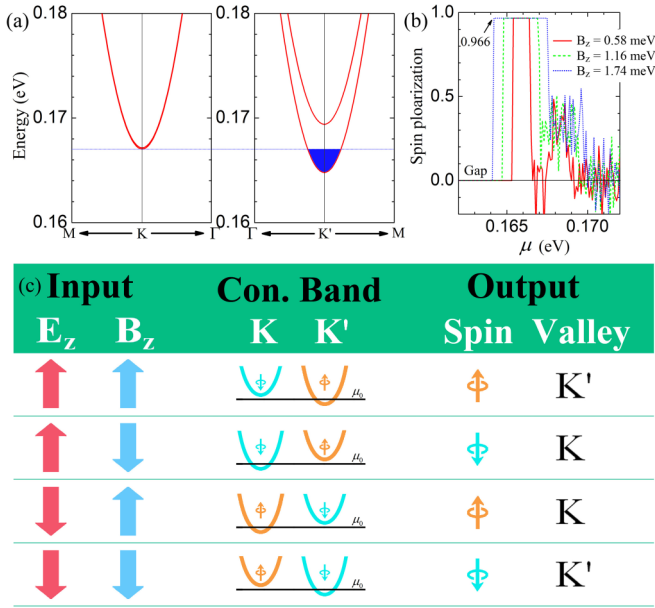 (a)
Energy (eV)
0.18
0.17
0.16
M K Γ
0.18
0.17
0.16
Γ K' M
(b)
Spin ploarization
1.0
0.5
0.0
0.966
B_z = 0.58 meV
B_z = 1.16 meV
B_z = 1.74 meV
Gap
0.165 0.170
μ (eV)
(c) Input Con. Band Output
E_z B_z K K' Spin Valley
μ₀ K'
μ₀ K
μ₀ K
μ₀ K'